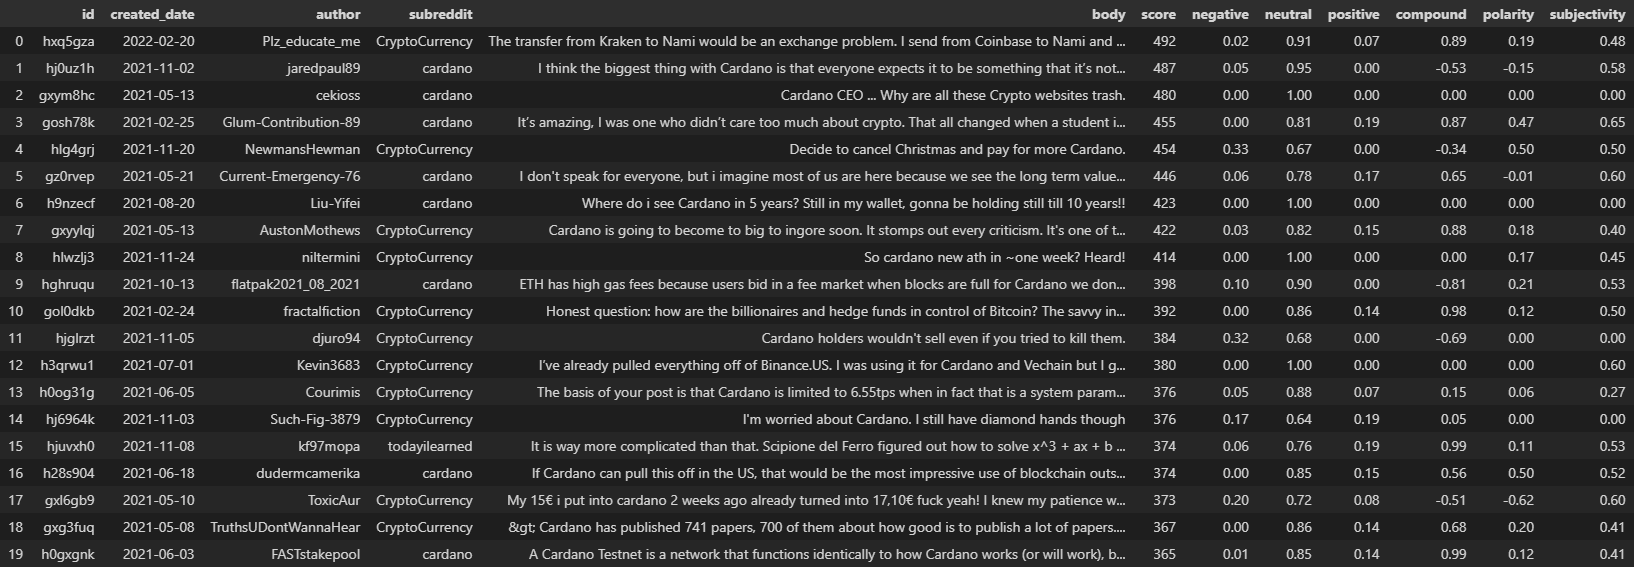 id created_date author subreddit body score negative neutral positive compound polarity subjectivity
0 hxq5gza 2022-02-20 Plz_educate_me CryptoCurrency The transfer from Kraken to Nami would be an exchange problem. I send from Coinbase to Nami and ... 492 0.02 0.91 0.07 0.89 0.19 0.48
1 hj0uz1h 2021-11-02 jaredpaul89 cardano I think the biggest thing with Cardano is that everyone expects it to be something that it’s not... 487 0.05 0.95 0.00 -0.53 -0.15 0.58
2 gxym8hc 2021-05-13 cekioss cardano Cardano CEO ... Why are all these Crypto websites trash. 480 0.00 1.00 0.00 0.00 0.00 0.00
3 gosh78k 2021-02-25 Glum-Contribution-89 cardano It’s amazing, I was one who didn’t care too much about crypto. That all changed when a student i... 455 0.00 0.81 0.19 0.87 0.47 0.65
4 hlg4grj 2021-11-20 NewmansHewman CryptoCurrency Decide to cancel Christmas and pay for more Cardano. 454 0.33 0.67 0.00 -0.34 0.50 0.50
5 gz0rvep 2021-05-21 Current-Emergency-76 cardano I don't speak for everyone, but i imagine most of us are here because we see the long term value... 446 0.06 0.78 0.17 0.65 -0.01 0.60
6 h9nzecf 2021-08-20 Liu-Yifei cardano Where do i see Cardano in 5 years? Still in my wallet, gonna be holding still till 10 years!! 423 0.00 1.00 0.00 0.00 0.00 0.00
7 gxyylqj 2021-05-13 AustonMothews CryptoCurrency Cardano is going to become to big to ingore soon. It stomps out every criticism. It's one of t... 422 0.03 0.82 0.15 0.88 0.18 0.40
8 hlwzlj3 2021-11-24 niltermini CryptoCurrency So cardano new ath in ~one week? Heard! 414 0.00 1.00 0.00 0.00 0.17 0.45
9 hghruqu 2021-10-13 flatpak2021_08_2021 cardano ETH has high gas fees because users bid in a fee market when blocks are full for Cardano we don... 398 0.10 0.90 0.00 -0.81 0.21 0.53
10 gol0dkb 2021-02-24 fractalfiction CryptoCurrency Honest question: how are the billionaires and hedge funds in control of Bitcoin? The savvy in... 392 0.00 0.86 0.14 0.98 0.12 0.50
11 hjglrzt 2021-11-05 djuro94 CryptoCurrency Cardano holders wouldn't sell even if you tried to kill them. 384 0.32 0.68 0.00 -0.69 0.00 0.00
12 h3qrwu1 2021-07-01 Kevin3683 CryptoCurrency I’ve already pulled everything off of Binance.US. I was using it for Cardano and Vechain but I g... 380 0.00 1.00 0.00 0.00 0.00 0.60
13 h0og31g 2021-06-05 Courimis CryptoCurrency The basis of your post is that Cardano is limited to 6.55tps when in fact that is a system param... 376 0.05 0.88 0.07 0.15 0.06 0.27
14 hj6964k 2021-11-03 Such-Fig-3879 CryptoCurrency I'm worried about Cardano. I still have diamond hands though 376 0.17 0.64 0.19 0.05 0.00 0.00
15 hjuvxh0 2021-11-08 kf97mopa todayilearned It is way more complicated than that. Scipione del Ferro figured out how to solve x^3 + ax + b ... 374 0.06 0.76 0.19 0.99 0.11 0.53
16 h28s904 2021-06-18 dudermcamerika cardano If Cardano can pull this off in the US, that would be the most impressive use of blockchain outs... 374 0.00 0.85 0.15 0.56 0.50 0.52
17 gxl6gb9 2021-05-10 ToxicAur CryptoCurrency My 15€ i put into cardano 2 weeks ago already turned into 17,10€ fuck yeah! I knew my patience w... 373 0.20 0.72 0.08 -0.51 -0.62 0.60
18 gxg3fuq 2021-05-08 TruthsUDontWannaHear CryptoCurrency &gt; Cardano has published 741 papers, 700 of them about how good is to publish a lot of papers.... 367 0.00 0.86 0.14 0.68 0.20 0.41
19 h0gxgnk 2021-06-03 FASTstakepool cardano A Cardano Testnet is a network that functions identically to how Cardano works (or will work), b... 365 0.01 0.85 0.14 0.99 0.12 0.41